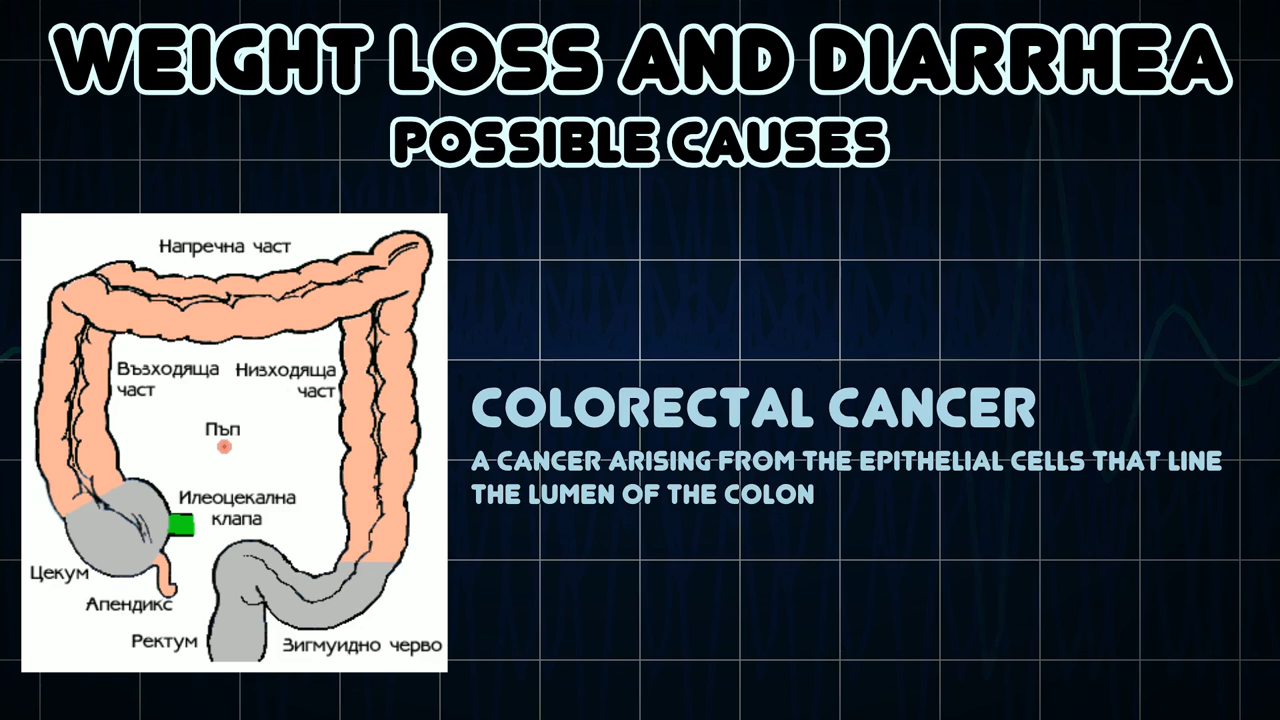 WEIGHT LOSS AND DIARRHEA
POSSIBLE CAUSES
Напречна част
Възходяща
част
Низходяща
част
Пъп
Илеоцекална
клапа
Цекум
Апендикс
Ректум
Зигмуидно черво
COLORECTAL CANCER
A CANCER ARISING FROM THE EPITHELIAL CELLS THAT LINE
THE LUMEN OF THE COLON